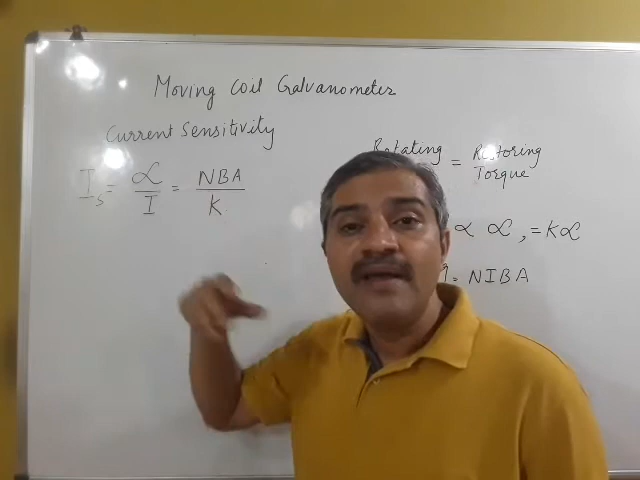 Moving Coil Galvanometer
Current Sensitivity
I_s = α/I = NBA/K
Rotating = Restoring Torque
∝ α, = Kα
= NIBA